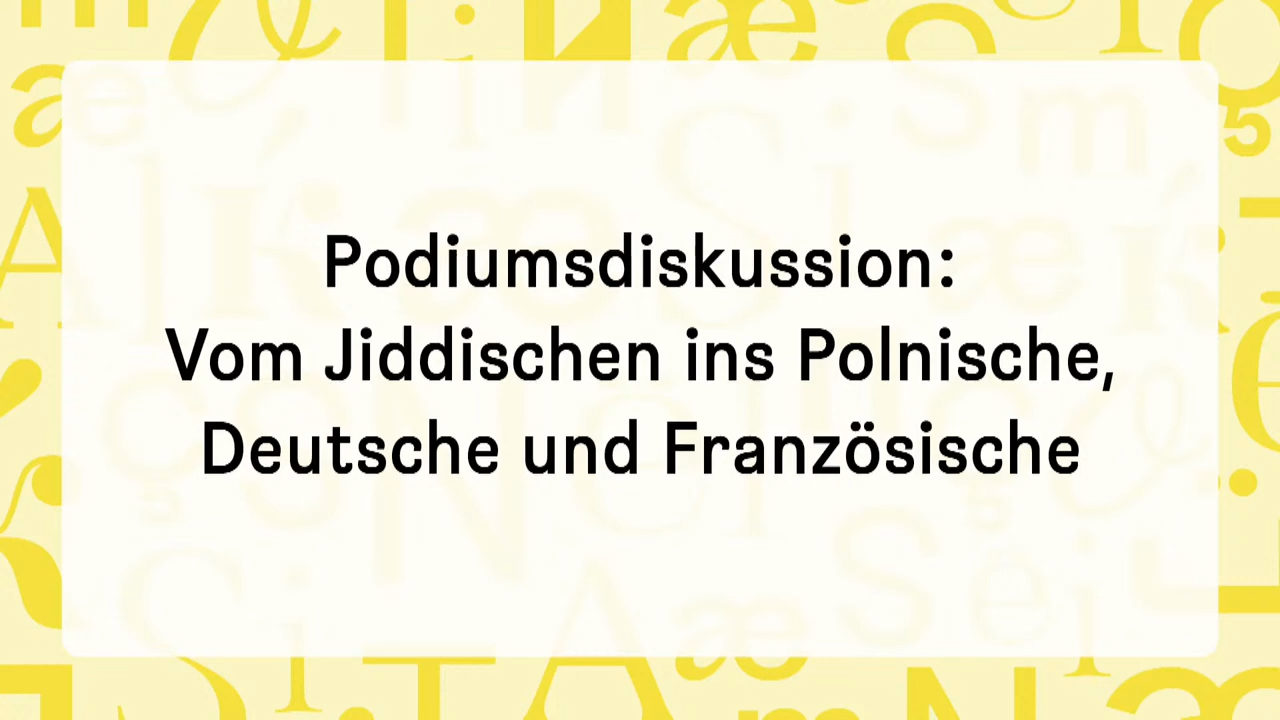 Podiumsdiskussion:
Vom Jiddischen ins Polnische,
Deutsche und Französische